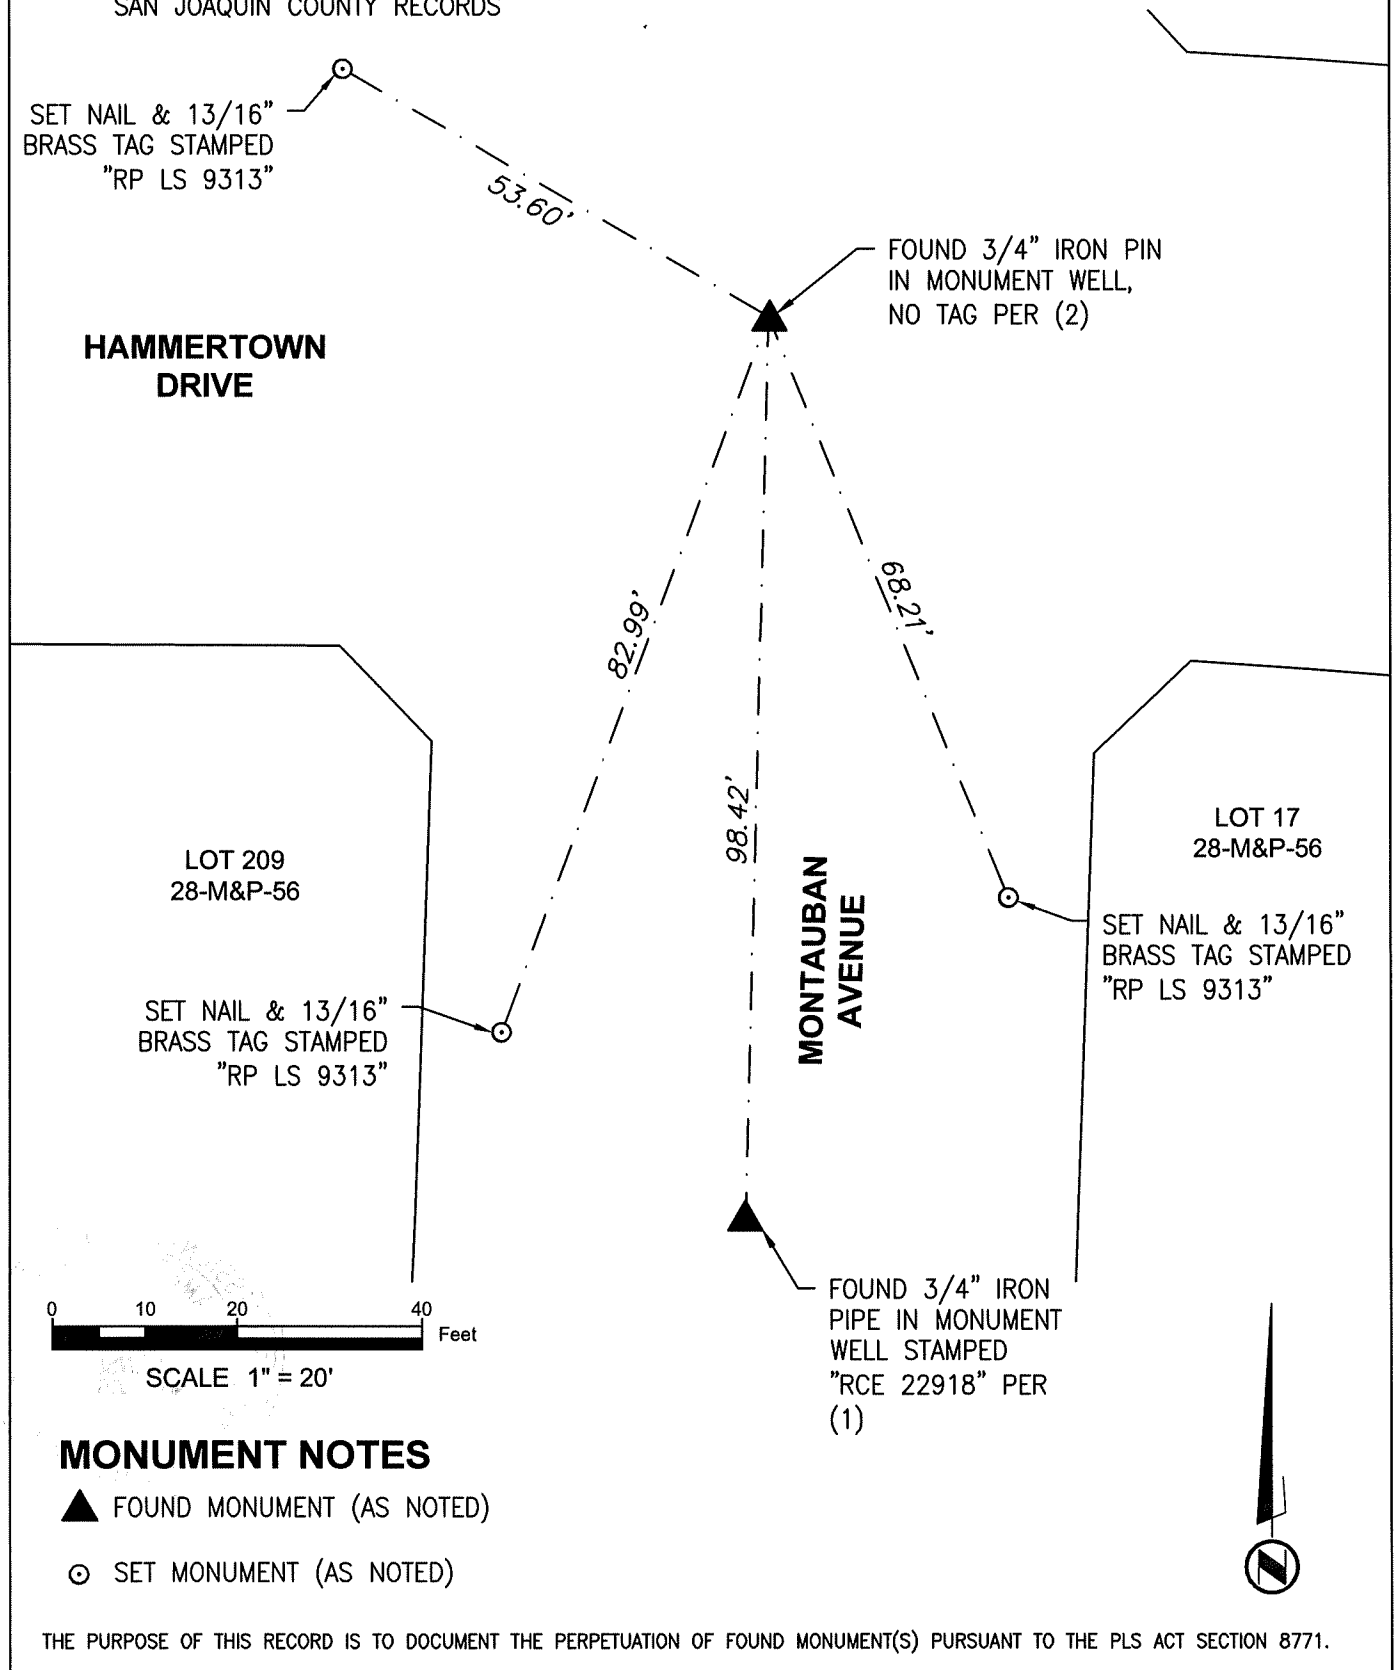 SAN JOAQUIN COUNTY RECORDS
SET NAIL & 13/16"
BRASS TAG STAMPED
"RP LS 9313"
53.60'
FOUND 3/4" IRON PIN
IN MONUMENT WELL,
NO TAG PER (2)
HAMMERTOWN
DRIVE
82.99'
68.21'
98.42'
LOT 209
28-M&P-56
LOT 17
28-M&P-56
MONTAUBAN
AVENUE
SET NAIL & 13/16"
BRASS TAG STAMPED
"RP LS 9313"
SET NAIL & 13/16"
BRASS TAG STAMPED
"RP LS 9313"
FOUND 3/4" IRON
PIPE IN MONUMENT
WELL STAMPED
"RCE 22918" PER
(1)
0 10 20 40
Feet
SCALE 1" = 20'
MONUMENT NOTES
FOUND MONUMENT (AS NOTED)
SET MONUMENT (AS NOTED)
N
THE PURPOSE OF THIS RECORD IS TO DOCUMENT THE PERPETUATION OF FOUND MONUMENT(S) PURSUANT TO THE PLS ACT SECTION 8771.